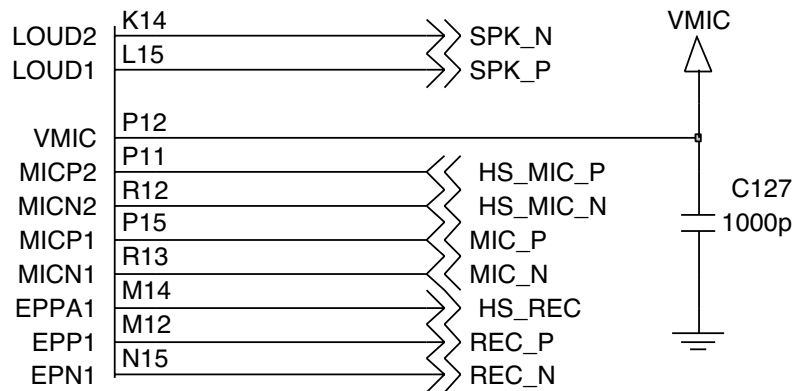 K14 VMIC
LOUD2 SPK_N
L15
LOUD1 SPK_P
P12
VMIC
P11
MICP2 HS_MIC_P
R12 C127
MICN2 HS_MIC_N
P15 1000p
MICP1 MIC_P
R13
MICN1 MIC_N
M14
EPPA1 HS_REC
M12
EPP1 REC_P
N15
EPN1 REC_N